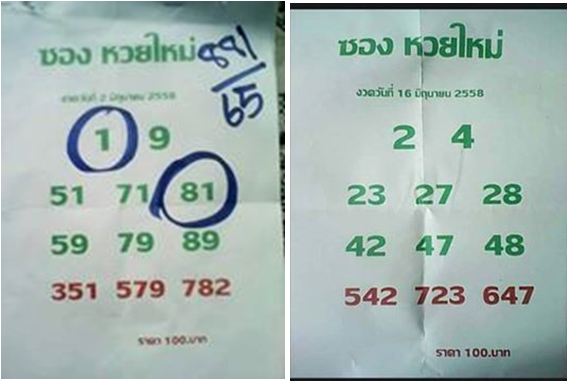 ซอง หวยใหม่
891
65
งวดวันที่ 2 มิถุนายน 2558
1 9
51 71 81
59 79 89
351 579 782
ราคา 100.บาท
ซอง หวยใหม่
งวดวันที่ 16 มิถุนายน 2558
2 4
23 27 28
42 47 48
542 723 647
ราคา 100.บาท